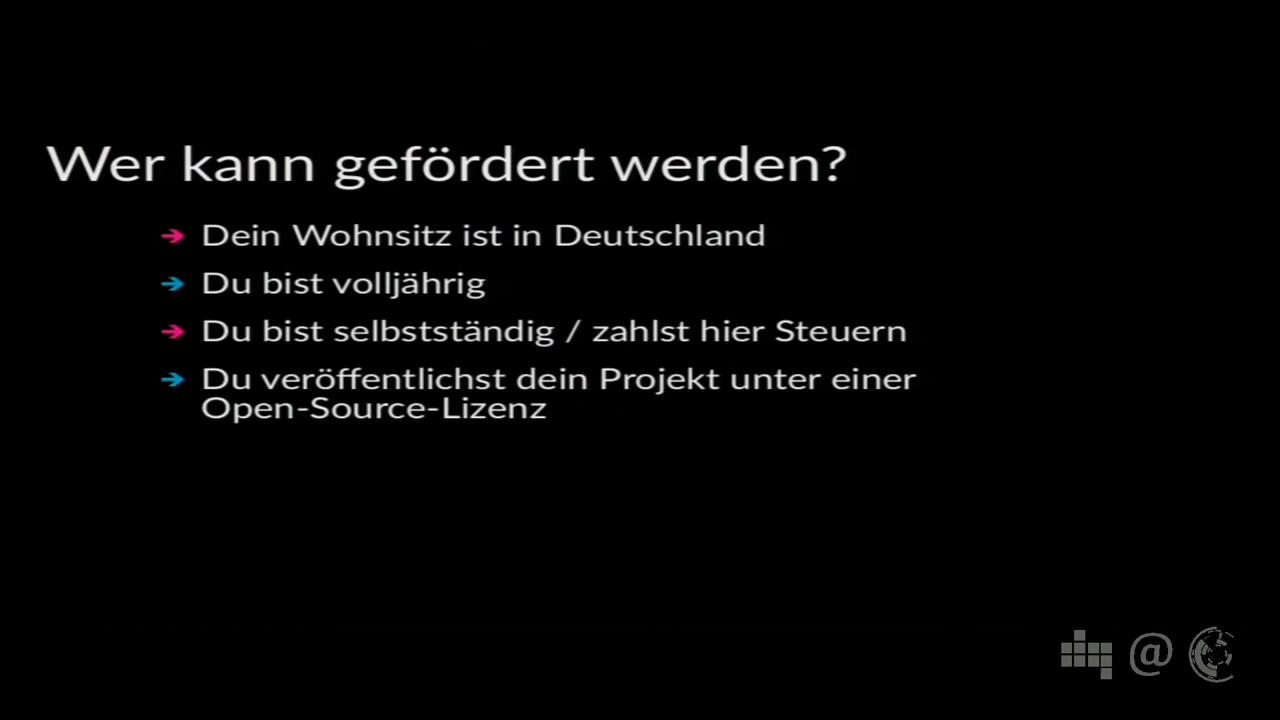 Wer kann gefördert werden?
➔ Dein Wohnsitz ist in Deutschland
➔ Du bist volljährig
➔ Du bist selbstständig / zahlst hier Steuern
➔ Du veröffentlichst dein Projekt unter einer
Open-Source-Lizenz
@